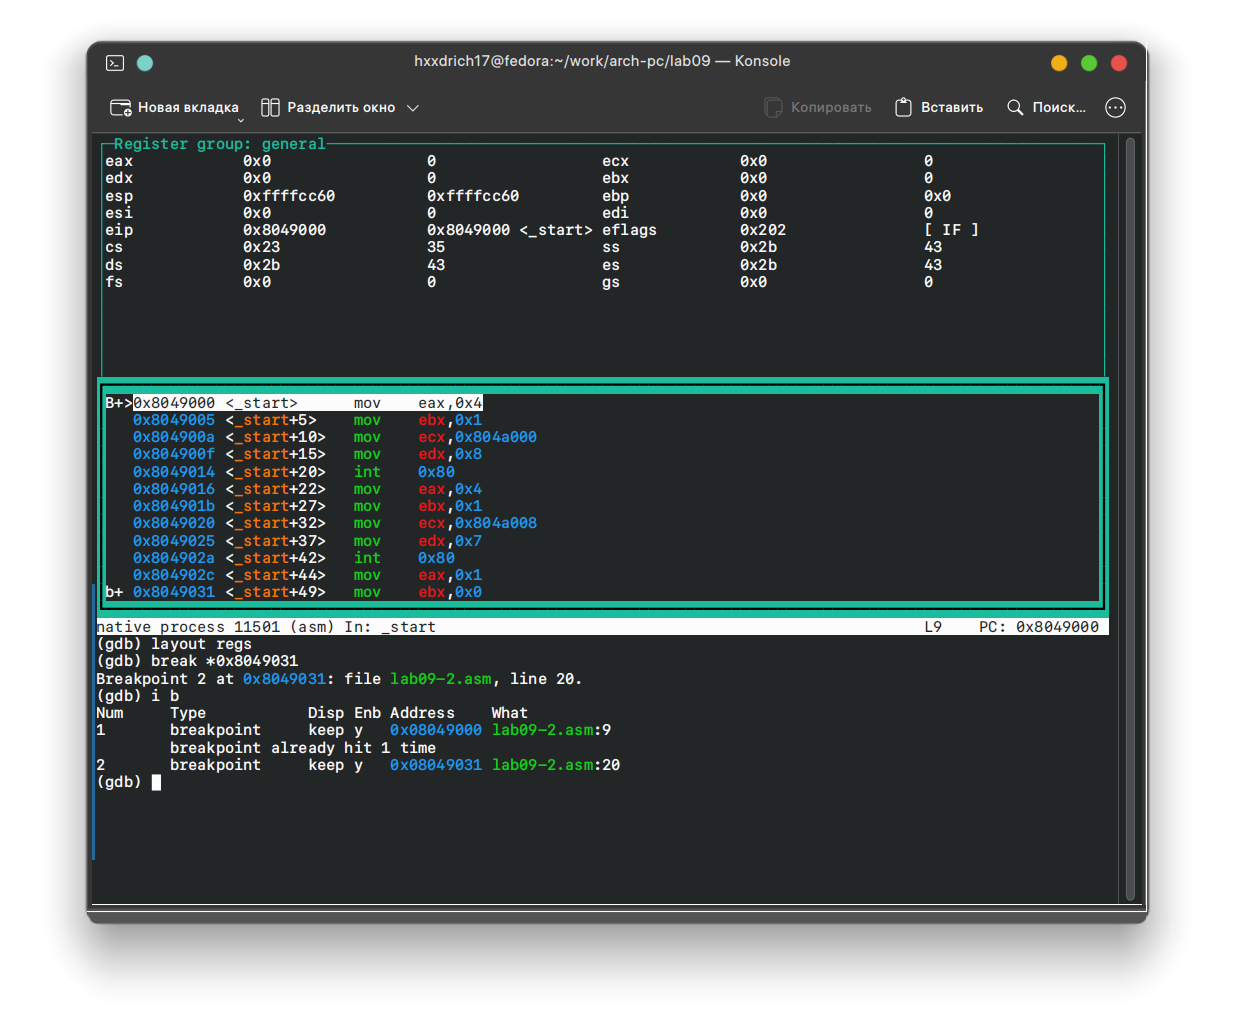 hxxdrich17@fedora:~/work/arch-pc/lab09 — Konsole
Новая вкладка Разделить окно Копировать Вставить Поиск...
Register group: general
eax 0x0 0 ecx 0x0 0
edx 0x0 0 ebx 0x0 0
esp 0xffffcc60 0xffffcc60 ebp 0x0 0x0
esi 0x0 0 edi 0x0 0
eip 0x8049000 0x8049000 <_start> eflags 0x202 [ IF ]
cs 0x23 35 ss 0x2b 43
ds 0x2b 43 es 0x2b 43
fs 0x0 0 gs 0x0 0
B+>0x8049000 <_start> mov eax,0x4
0x8049005 <_start+5> mov ebx,0x1
0x804900a <_start+10> mov ecx,0x804a000
0x804900f <_start+15> mov edx,0x8
0x8049014 <_start+20> int 0x80
0x8049016 <_start+22> mov eax,0x4
0x804901b <_start+27> mov ebx,0x1
0x8049020 <_start+32> mov ecx,0x804a008
0x8049025 <_start+37> mov edx,0x7
0x804902a <_start+42> int 0x80
0x804902c <_start+44> mov eax,0x1
b+ 0x8049031 <_start+49> mov ebx,0x0
native process 11501 (asm) In: _start L9 PC: 0x8049000
(gdb) layout regs
(gdb) break *0x8049031
Breakpoint 2 at 0x8049031: file lab09-2.asm, line 20.
(gdb) i b
Num Type Disp Enb Address What
1 breakpoint keep y 0x08049000 lab09-2.asm:9
breakpoint already hit 1 time
2 breakpoint keep y 0x08049031 lab09-2.asm:20
(gdb)